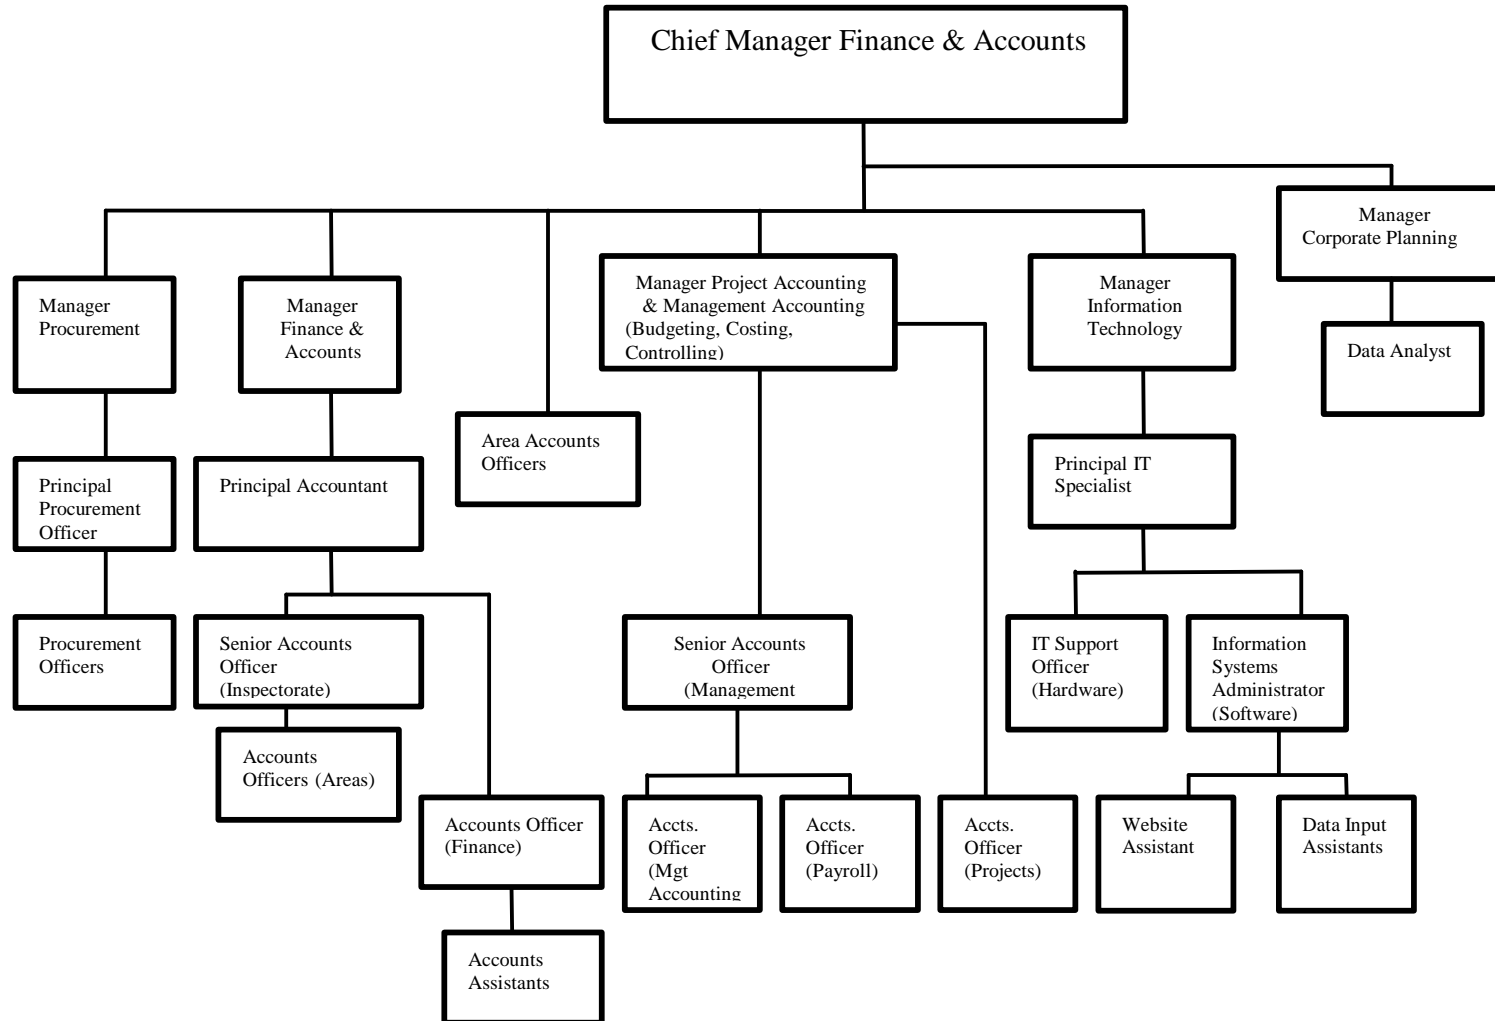 Chief Manager Finance & Accounts
Manager
Corporate Planning
Manager
Procurement
Manager
Finance &
Accounts
Manager Project Accounting
& Management Accounting
(Budgeting, Costing,
Controlling)
Manager
Information
Technology
Data Analyst
Area Accounts
Officers
Principal
Procurement
Officer
Principal Accountant
Principal IT
Specialist
Procurement
Officers
Senior Accounts
Officer
(Inspectorate)
Senior Accounts
Officer
(Management
IT Support
Officer
(Hardware)
Information
Systems
Administrator
(Software)
Accounts
Officers (Areas)
Accounts Officer
(Finance)
Accts.
Officer
(Mgt
Accounting
Accts.
Officer
(Payroll)
Accts.
Officer
(Projects)
Website
Assistant
Data Input
Assistants
Accounts
Assistants